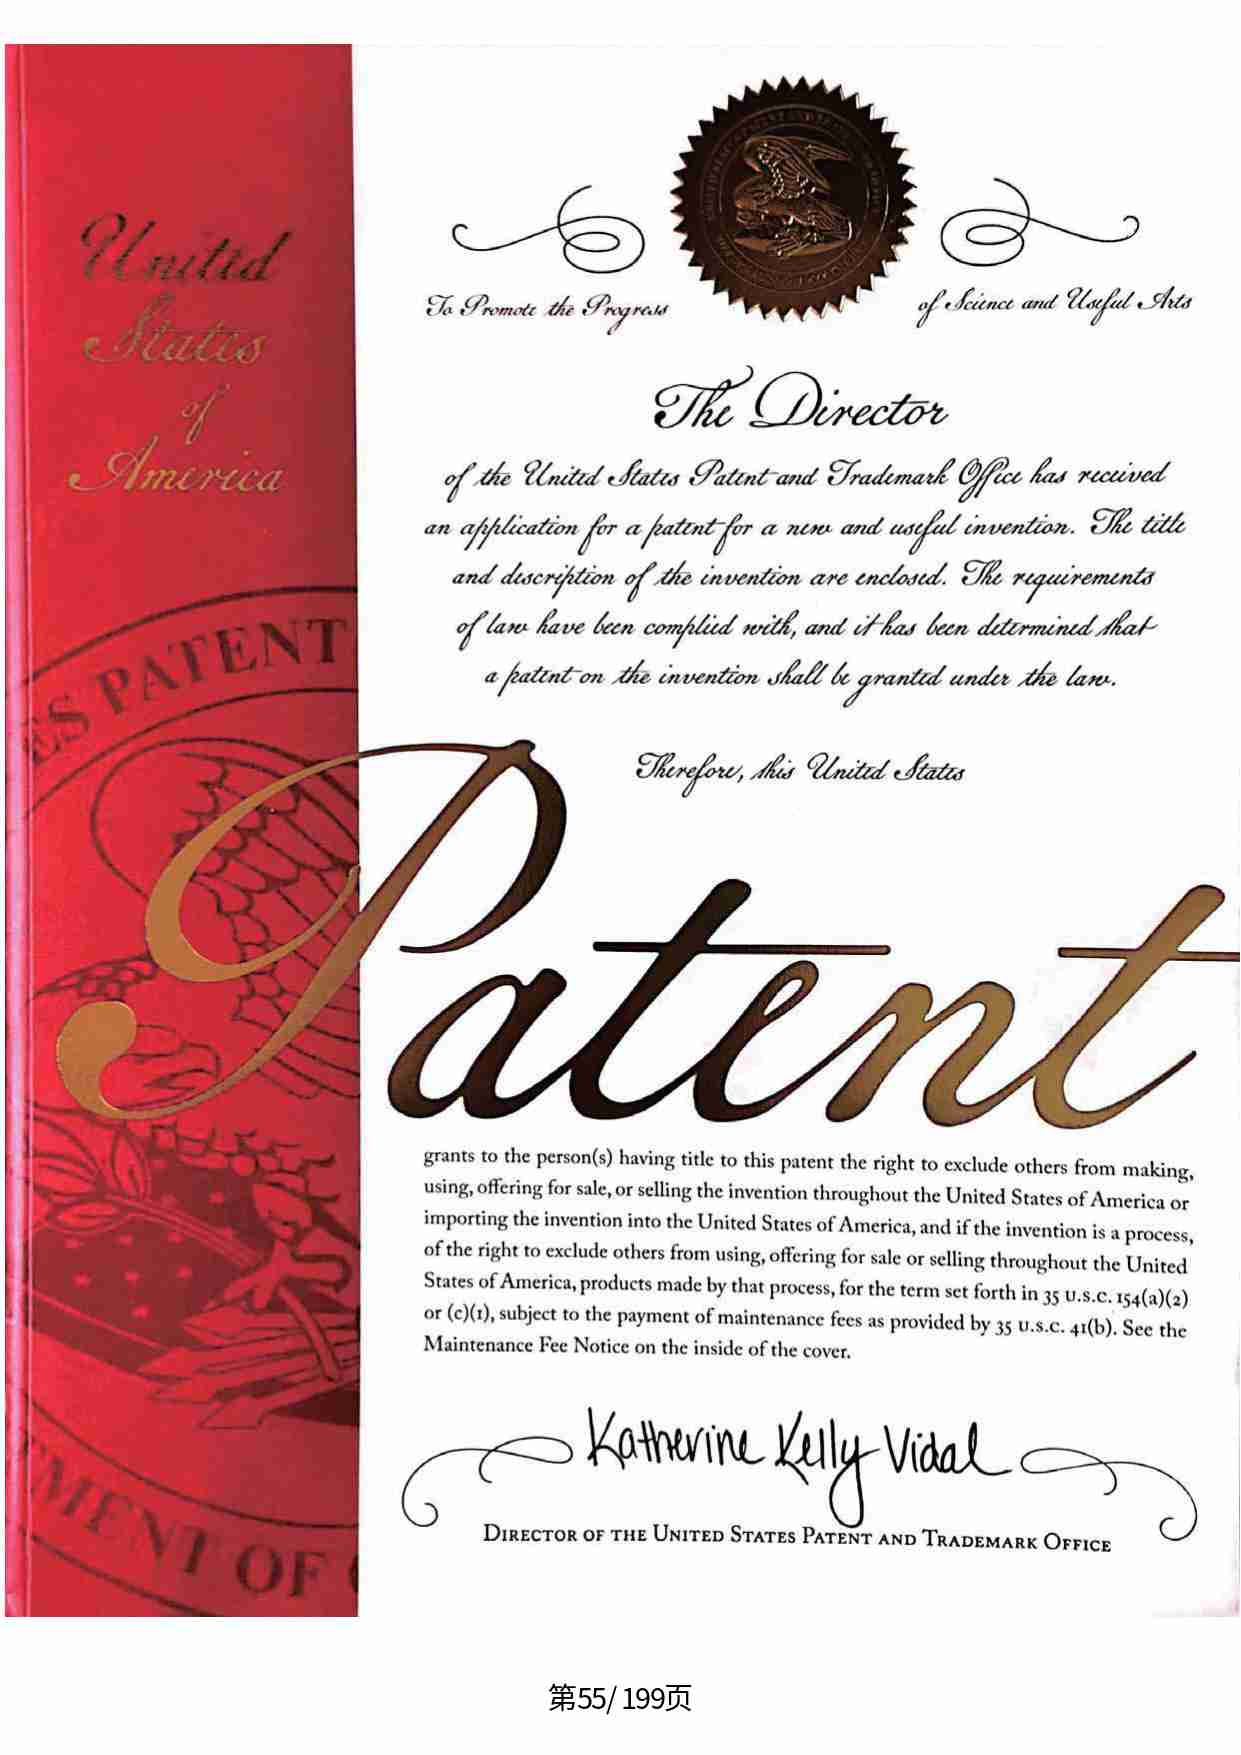 United
States
of
America
To Promote the Progress
of Science and Useful Arts
The Director
of the United States Patent and Trademark Office has received
an application for a patent for a new and useful invention. The title
and description of the invention are enclosed. The requirements
of law have been complied with, and it has been determined that
a patent on the invention shall be granted under the law.
Therefore, this United States
ES PATENT
Patent
grants to the person(s) having title to this patent the right to exclude others from making,
using, offering for sale, or selling the invention throughout the United States of America or
importing the invention into the United States of America, and if the invention is a process,
of the right to exclude others from using, offering for sale or selling throughout the United
States of America, products made by that process, for the term set forth in 35 U.S.C. 154(a)(2)
or (c)(1), subject to the payment of maintenance fees as provided by 35 U.S.C. 41(b). See the
Maintenance Fee Notice on the inside of the cover.
Katherine Kelly Vidal
DIRECTOR OF THE UNITED STATES PATENT AND TRADEMARK OFFICE
MENT OF
第55/199页